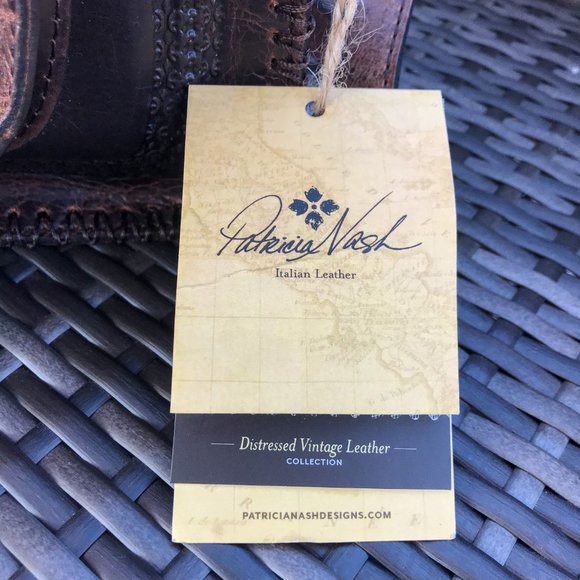 Patricia Nash
Italian Leather
Distressed Vintage Leather
COLLECTION
PATRICIANASHDESIGNS.COM